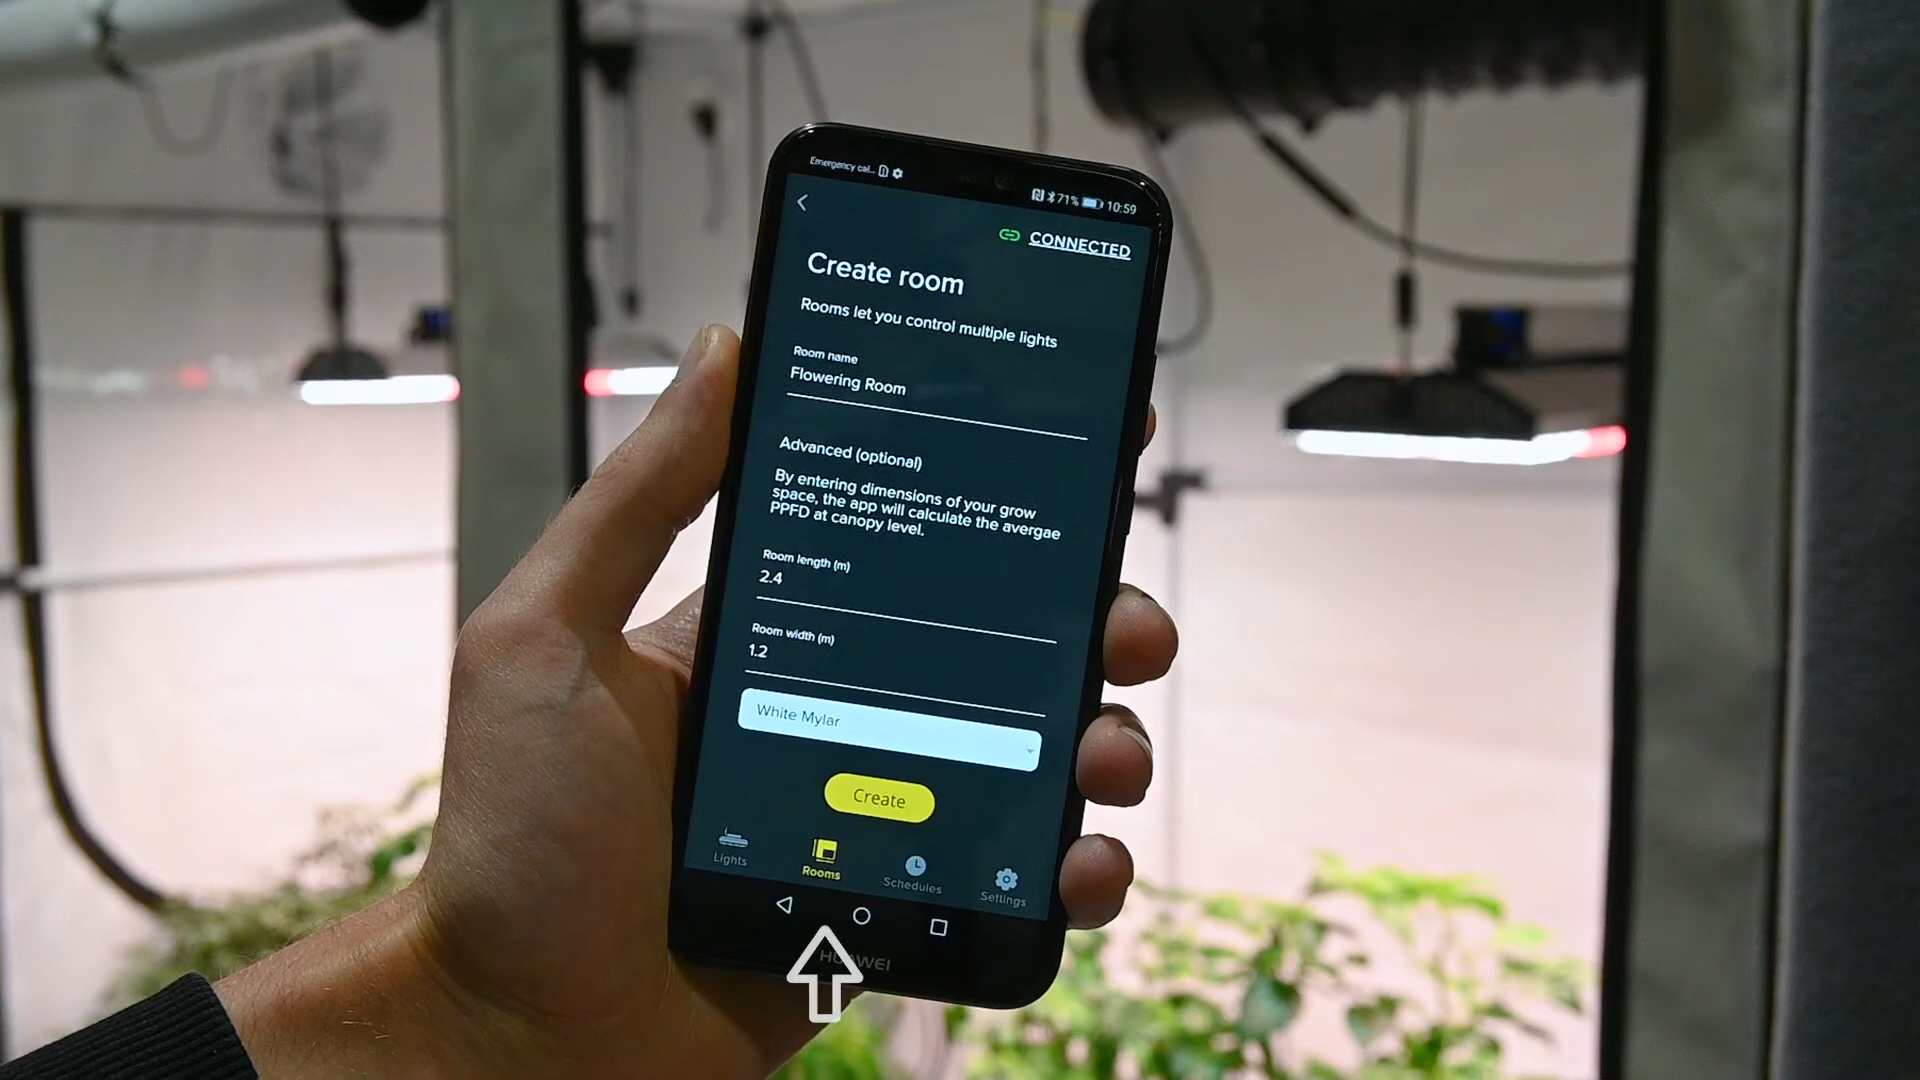 Emergency cal...
71% 10:59
CONNECTED
Create room
Rooms let you control multiple lights
Room name
Flowering Room
Advanced (optional)
By entering dimensions of your grow
space, the app will calculate the avergae
PPFD at canopy level.
Room length (m)
2.4
Room width (m)
1.2
White Mylar
Create
Lights Rooms Schedules Settings
HUAWEI